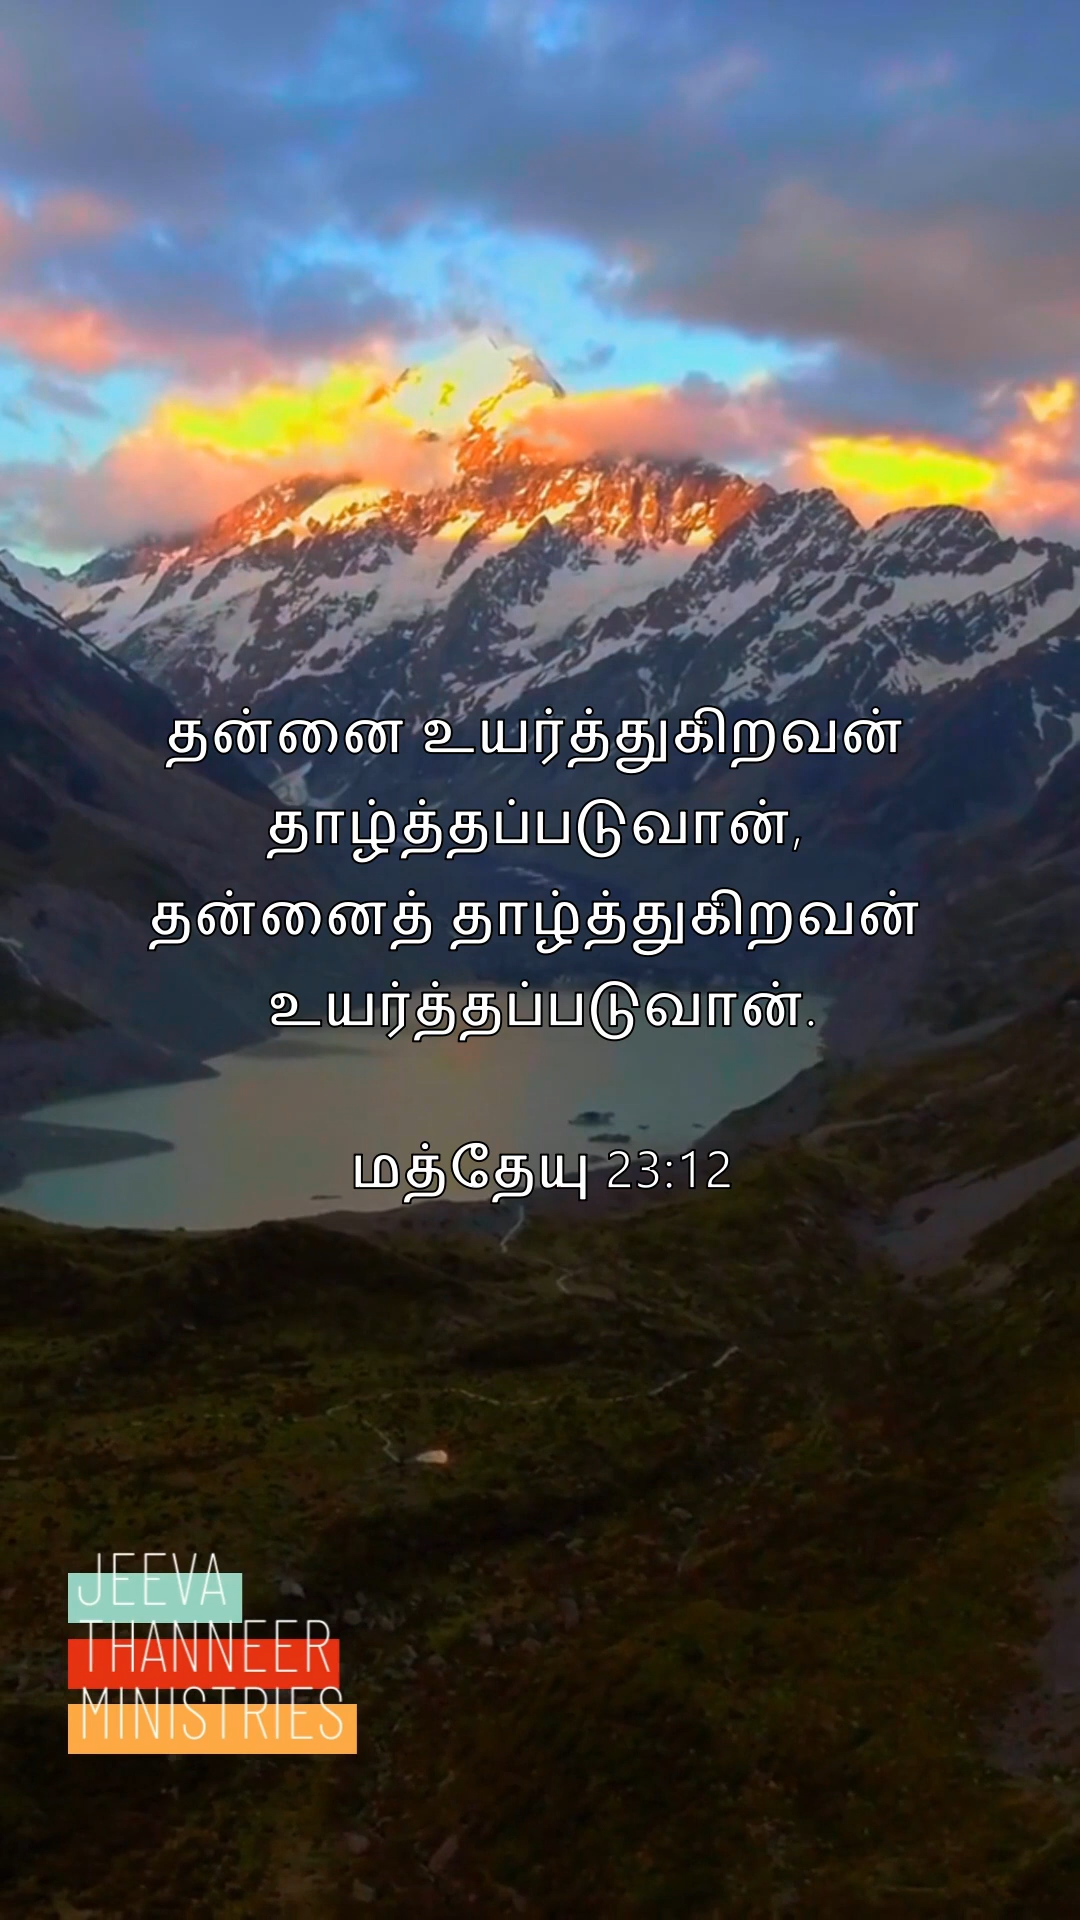 தன்னை உயர்த்துகிறவன்
தாழ்த்தப்படுவான்,
தன்னைத் தாழ்த்துகிறவன்
உயர்த்தப்படுவான்.
மத்தேயு 23:12
JEEVA
THANNEER
MINISTRIES